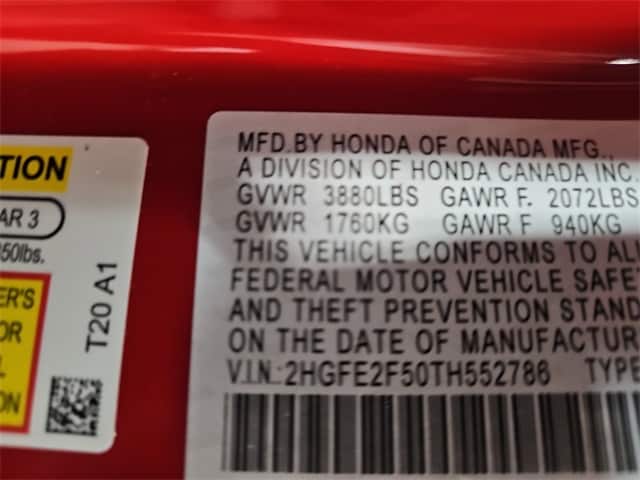 TION
AR 3
50lbs.
ER'S
OR
L
ON
T20 A1
MFD.BY HONDA OF CANADA MFG.,
A DIVISION OF HONDA CANADA INC.
GVWR 3880LBS GAWR F. 2072LBS
GVWR 1760KG GAWR F 940KG
THIS VEHICLE CONFORMS TO ALL
FEDERAL MOTOR VEHICLE SAFE
AND THEFT PREVENTION STAND
ON THE DATE OF MANUFACTUR
V.I.N.:2HGFE2F50TH552786 TYPE